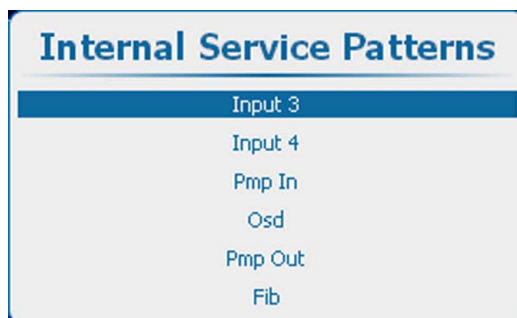 Internal Service Patterns
Input 3
Input 4
Pmp In
Osd
Pmp Out
Fib